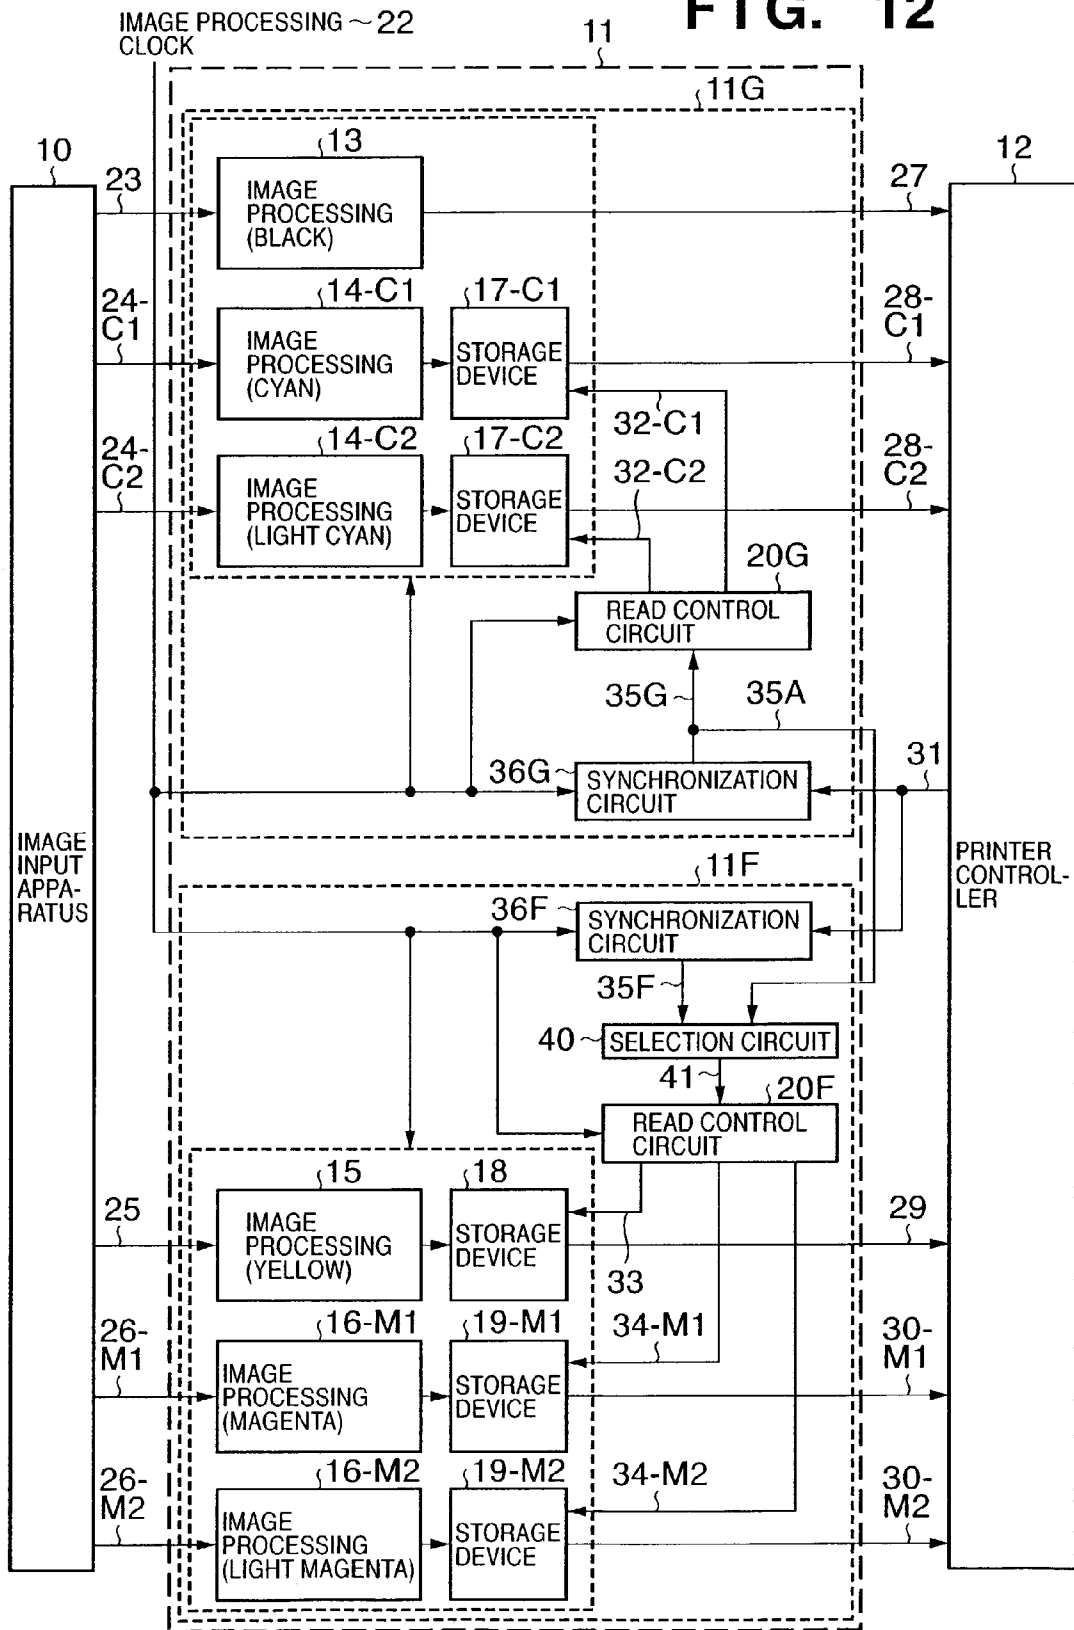 FIG. 12
IMAGE PROCESSING ~22
CLOCK
11
11G
10
12
23
13
IMAGE
PROCESSING
(BLACK)
27
24-
C1
14-C1
17-C1
28-
C1
IMAGE
PROCESSING
(CYAN)
STORAGE
DEVICE
32-C1
24-
C2
14-C2
17-C2
28-
C2
32-C2
IMAGE
PROCESSING
(LIGHT CYAN)
STORAGE
DEVICE
20G
READ CONTROL
CIRCUIT
35G
35A
36G
SYNCHRONIZATION
CIRCUIT
31
IMAGE
INPUT
APPA-
RATUS
PRINTER
CONTROL-
LER
11F
36F
SYNCHRONIZATION
CIRCUIT
35F
40
SELECTION CIRCUIT
41
20F
READ CONTROL
CIRCUIT
25
15
18
29
IMAGE
PROCESSING
(YELLOW)
STORAGE
DEVICE
33
26-
M1
16-M1
19-M1
34-M1
30-
M1
IMAGE
PROCESSING
(MAGENTA)
STORAGE
DEVICE
26-
M2
16-M2
19-M2
34-M2
30-
M2
IMAGE
PROCESSING
(LIGHT MAGENTA)
STORAGE
DEVICE